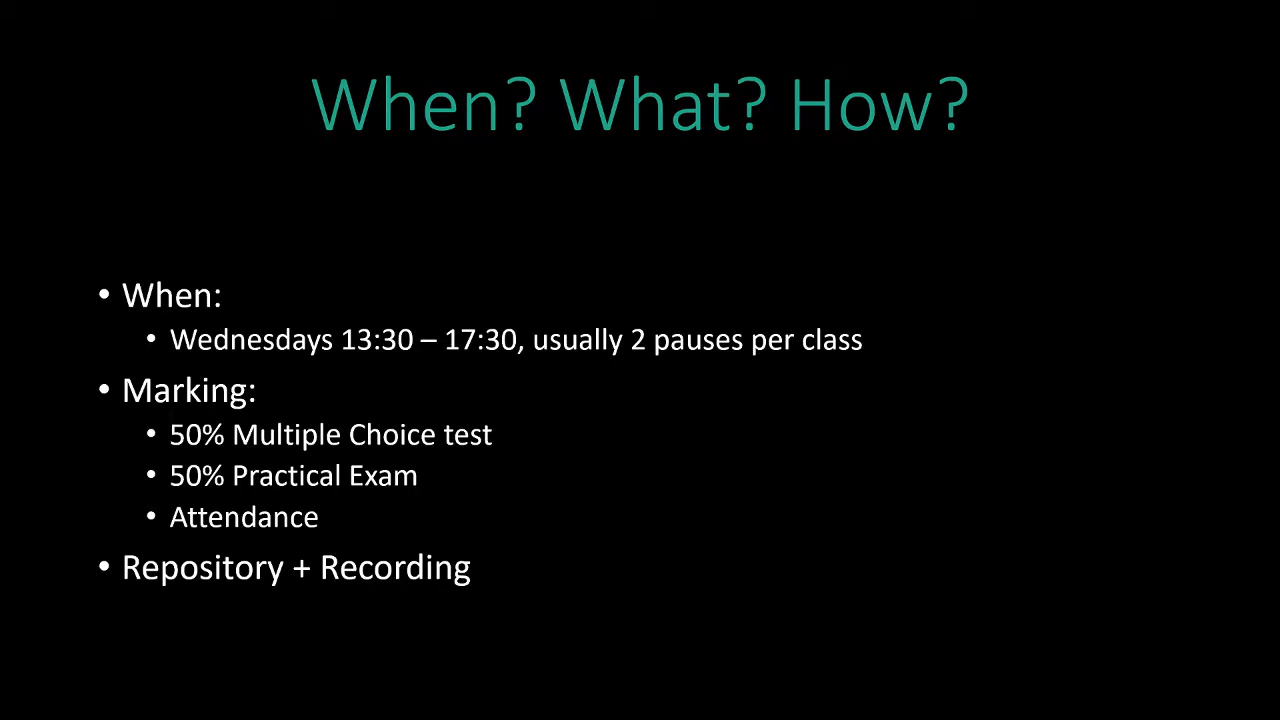 When? What? How?
• When:
• Wednesdays 13:30 – 17:30, usually 2 pauses per class
• Marking:
• 50% Multiple Choice test
• 50% Practical Exam
• Attendance
• Repository + Recording